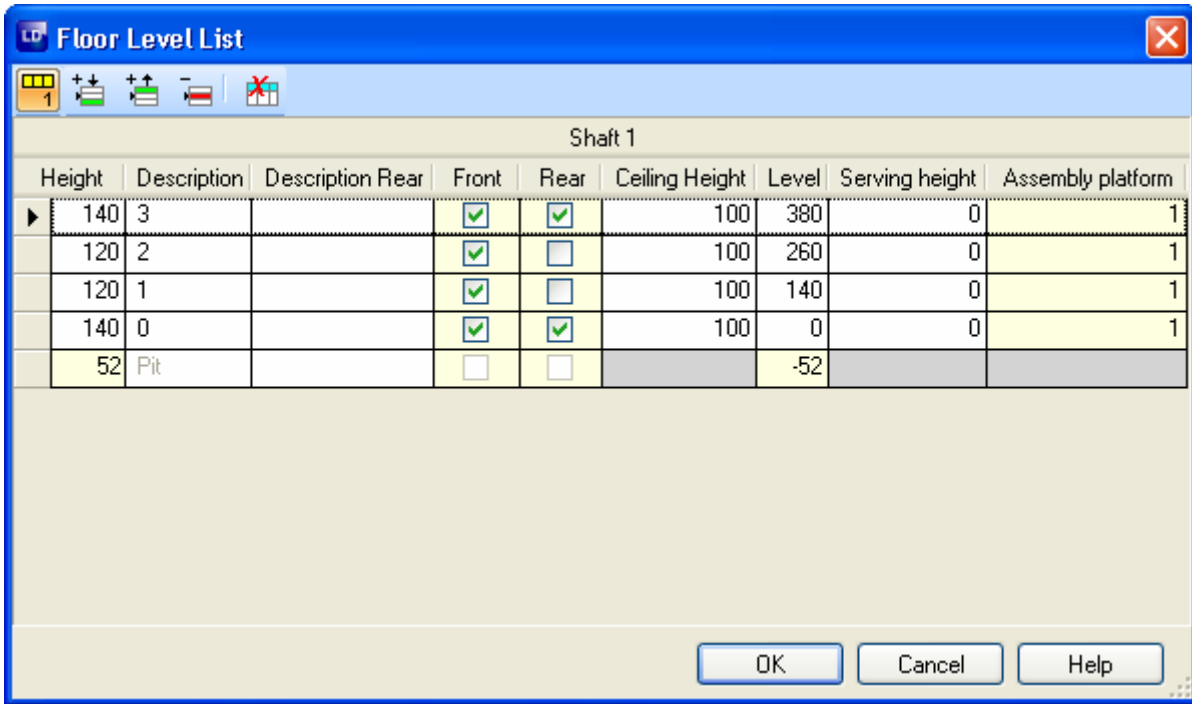 LD Floor Level List
1
Shaft 1
Height Description Description Rear Front Rear Ceiling Height Level Serving height Assembly platform
140 3 100 380 0 1
120 2 100 260 0 1
120 1 100 140 0 1
140 0 100 0 0 1
52 Pit -52
OK Cancel Help